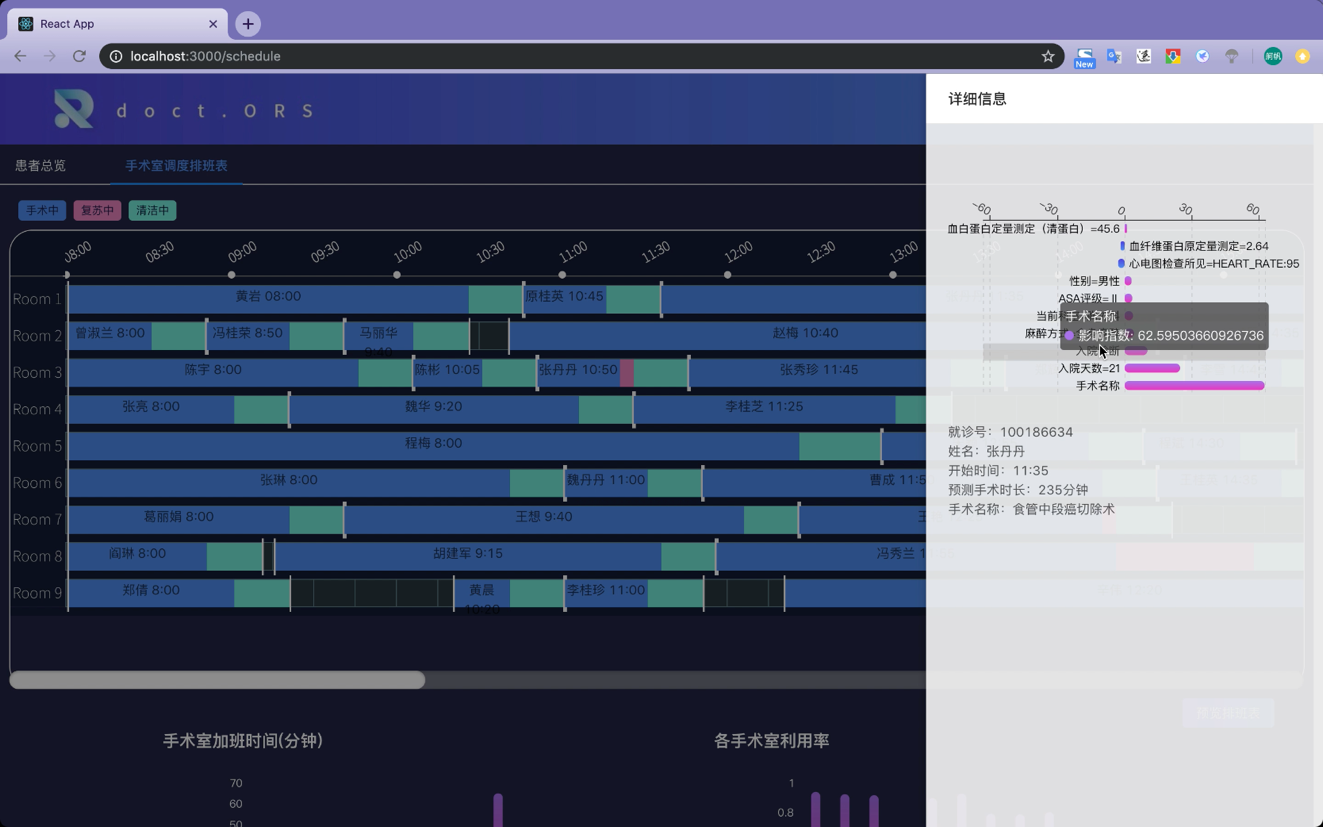 React App
localhost:3000/schedule
New
doct.ORS
患者总览
手术室调度排班表
手术中
复苏中
清洁中
08:00 08:30 09:00 09:30 10:00 10:30 11:00 11:30 12:00 12:30 13:00
Room 1
黄岩 08:00
原桂英 10:45
Room 2
曾淑兰 8:00
冯桂荣 8:50
马丽华
9:40
赵梅 10:40
Room 3
陈宇 8:00
陈彬 10:05
张丹丹 10:50
张秀珍 11:45
Room 4
张亮 8:00
魏华 9:20
李桂芝 11:25
Room 5
程梅 8:00
Room 6
张琳 8:00
魏丹丹 11:00
曹成
Room 7
葛丽娟 8:00
王想 9:40
Room 8
阎琳 8:00
胡建军 9:15
冯秀兰
Room 9
郑倩 8:00
黄晨
10:20
李桂珍 11:00
手术室加班时间(分钟)
70
60
50
各手术室利用率
1
0.8
详细信息
-60 -30 0 30 60
血白蛋白定量测定（清蛋白）=45.6
血纤维蛋白原定量测定=2.64
心电图检查所见=HEART_RATE:95
性别=男性
ASA评级=Ⅱ
麻醉方
手术名称
影响指数: 62.59503660926736
入院天数=21
手术名称
就诊号：100186634
姓名：张丹丹
开始时间：11:35
预测手术时长：235分钟
手术名称：食管中段癌切除术